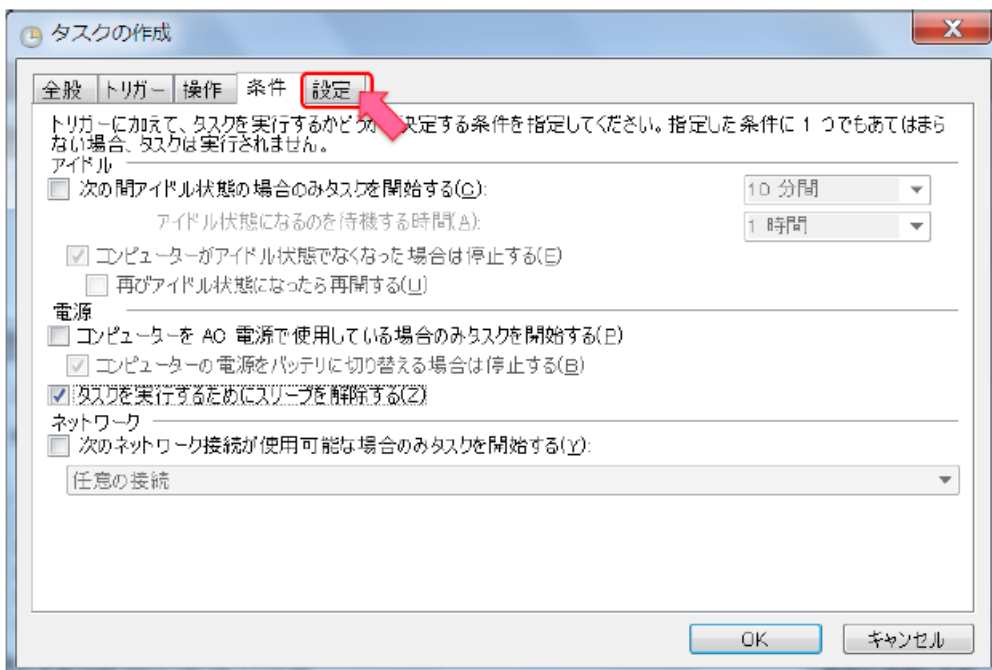 タスクの作成
全般 トリガー 操作 条件 設定
トリガーに加えて、タスクを実行するかどうか 決定する条件を指定してください。指定した条件に 1 つでもあてはまら
ない場合、タスクは実行されません。
アイドル
次の間アイドル状態の場合のみタスクを開始する(C): 10 分間
アイドル状態になるのを待機する時間(A): 1 時間
コンピューターがアイドル状態でなくなった場合は停止する(E)
再びアイドル状態になったら再開する(U)
電源
コンピューターを AC 電源で使用している場合のみタスクを開始する(P)
コンピューターの電源をバッテリに切り替える場合は停止する(B)
タスクを実行するためにスリープを解除する(Z)
ネットワーク
次のネットワーク接続が使用可能な場合のみタスクを開始する(Y):
任意の接続
OK キャンセル